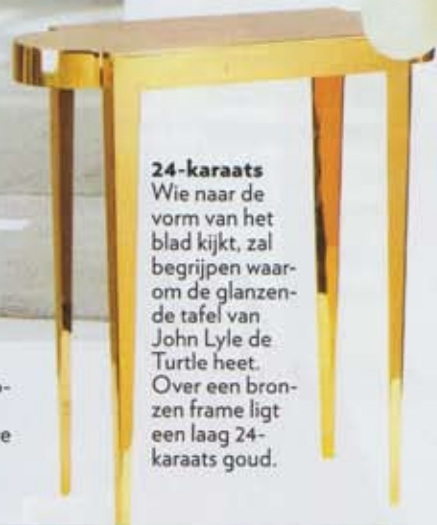 24-karaats
Wie naar de
vorm van het
blad kijkt, zal
begrijpen waar-
om de glanzen-
de tafel van
John Lyle de
Turtle heet.
Over een bron-
zen frame ligt
een laag 24-
karaats goud.